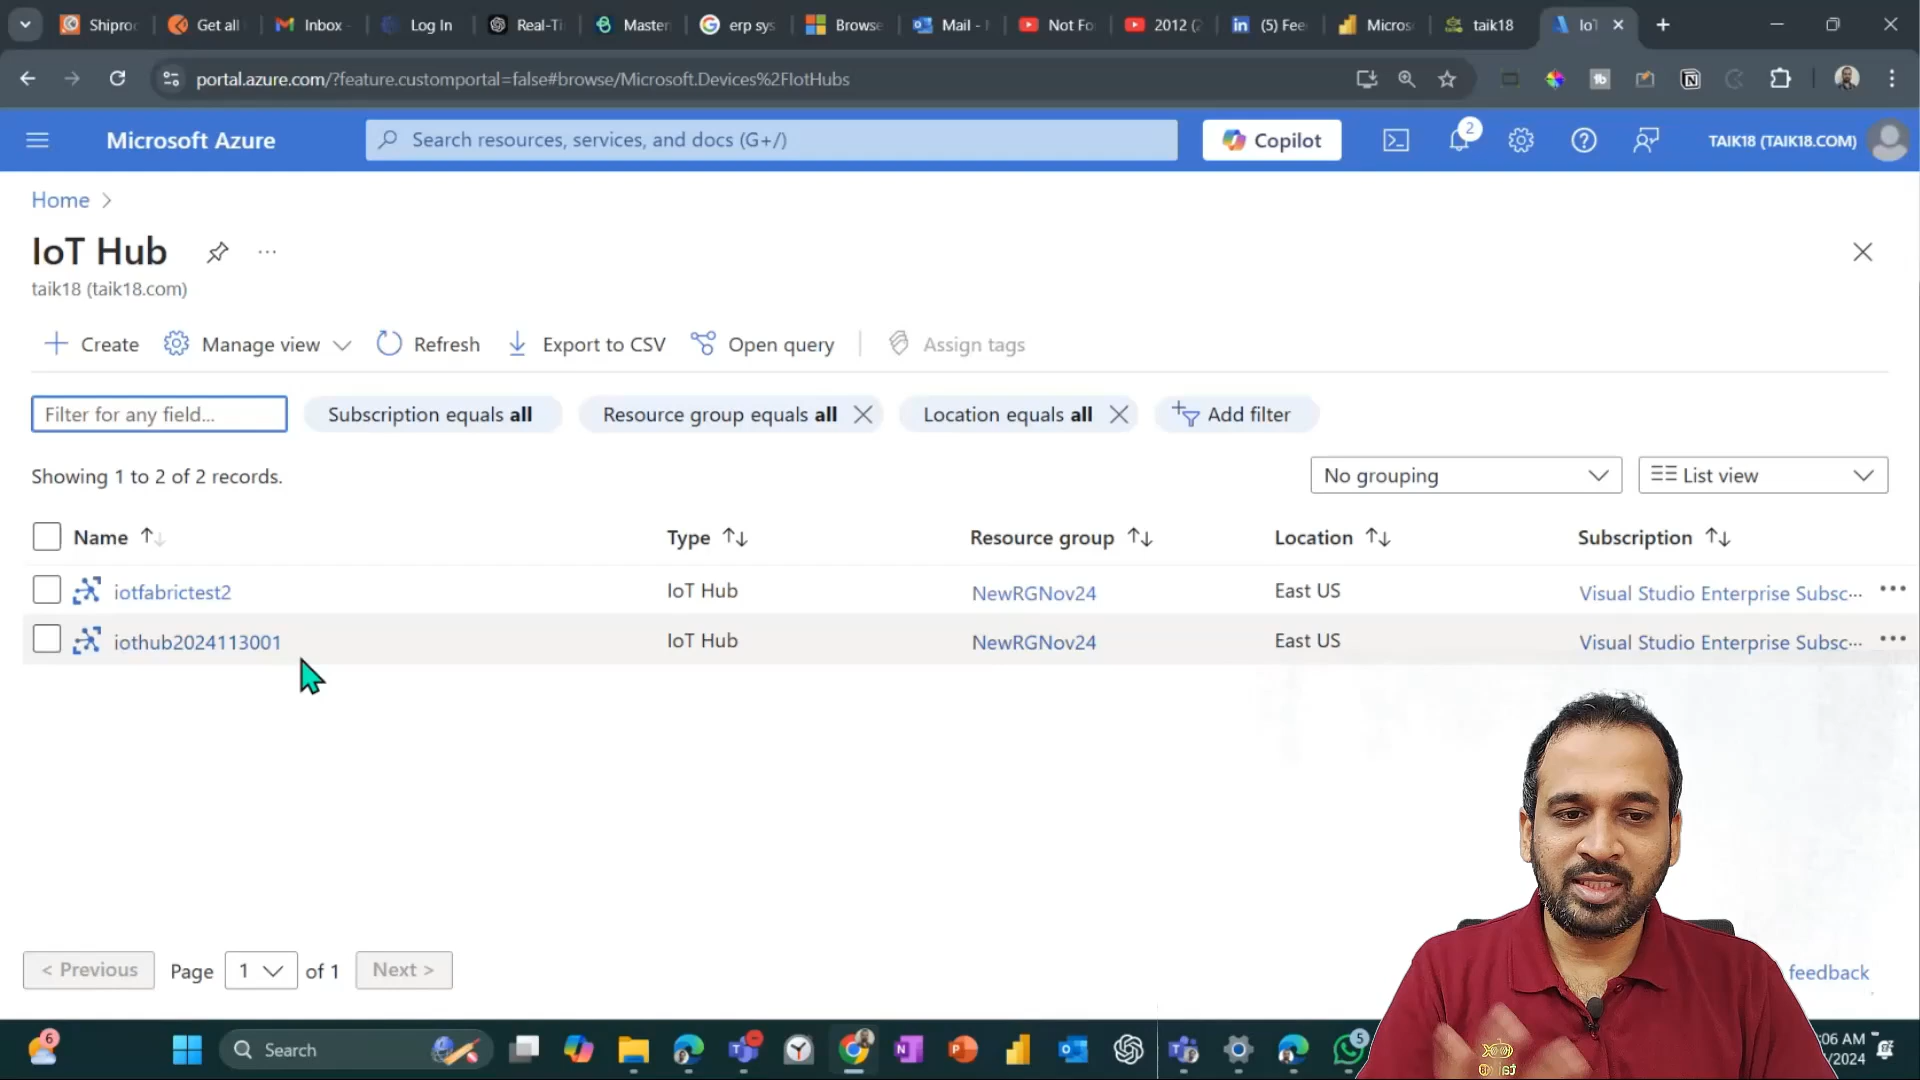 Shipro
Get all
Inbox
Log In
Real-Ti
Master
erp sys
Browse
Mail -
Not Fo
2012 (
(5) Fee
Micros
taik18
IoT
portal.azure.com/?feature.customportal=false#browse/Microsoft.Devices%2FIotHubs
Microsoft Azure
Search resources, services, and docs (G+/)
Copilot
2
TAIK18 (TAIK18.COM)
Home
IoT Hub
...
taik18 (taik18.com)
Create
Manage view
Refresh
Export to CSV
Open query
Assign tags
Filter for any field...
Subscription equals all
Resource group equals all
Location equals all
Add filter
Showing 1 to 2 of 2 records.
No grouping
List view
Name
Type
Resource group
Location
Subscription
iotfabrictest2
IoT Hub
NewRGNov24
East US
Visual Studio Enterprise Subsc...
iothub2024113001
IoT Hub
NewRGNov24
East US
Visual Studio Enterprise Subsc...
< Previous
Page
1
of 1
Next >
feedback
6
Search
5
:06 AM
/2024